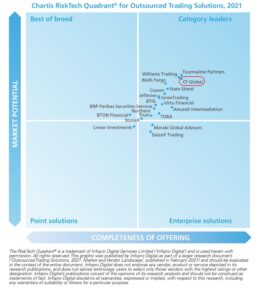 Chartis RiskTech Quadrant® for Outsourced Trading Solutions, 2021
Best of breed
Category leaders
Tourmaline Partners
Williams Trading
CF Global
Wells Fargo
State Street
Cowen
Jefferies
JonesTrading
BTIG
Virtu Financial
BNP Paribas Securities Services
Amundi Intermediation
Northern Trust
BTON Financial
TORA
StoneX
Linear Investments
Meraki Global Advisors
Dalzell Trading
MARKET POTENTIAL
Point solutions
Enterprise solutions
COMPLETENESS OF OFFERING
The RiskTech Quadrant® is a trademark of Infopro Digital Services Limited ('Infopro Digital') and is used herein with
permission. All rights reserved. This graphic was published by Infopro Digital as part of a larger research document
('Outsourced Trading Solutions, 2021: Market and Vendor Landscape', published in February 2021) and should be evaluated
in the context of the entire document. Infopro Digital does not endorse any vendor, product or service depicted in its
research publications, and does not advise technology users to select only those vendors with the highest ratings or other
designation. Infopro Digital's publications consist of the opinions of its research analysts and should not be construed as
statements of fact. Infopro Digital disclaims all warranties, expressed or implied, with respect to this research, including
any warranties of suitability or fitness for a particular purpose.